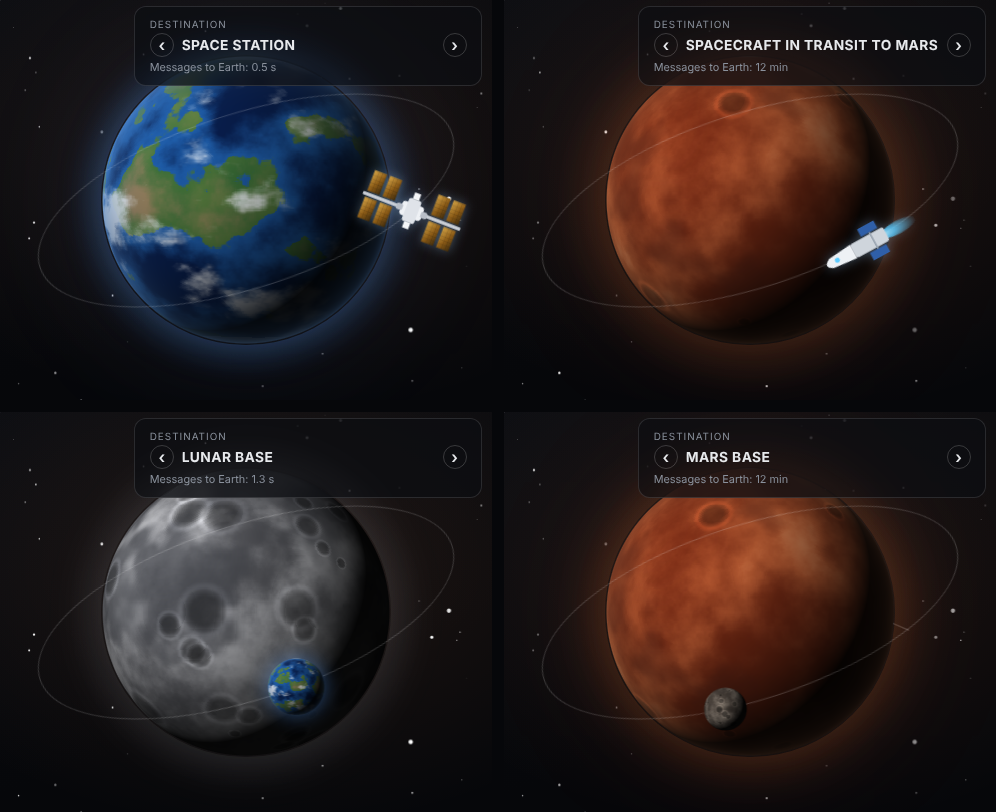 DESTINATION
‹ SPACE STATION ›
Messages to Earth: 0.5 s
DESTINATION
‹ SPACECRAFT IN TRANSIT TO MARS ›
Messages to Earth: 12 min
DESTINATION
‹ LUNAR BASE ›
Messages to Earth: 1.3 s
DESTINATION
‹ MARS BASE ›
Messages to Earth: 12 min